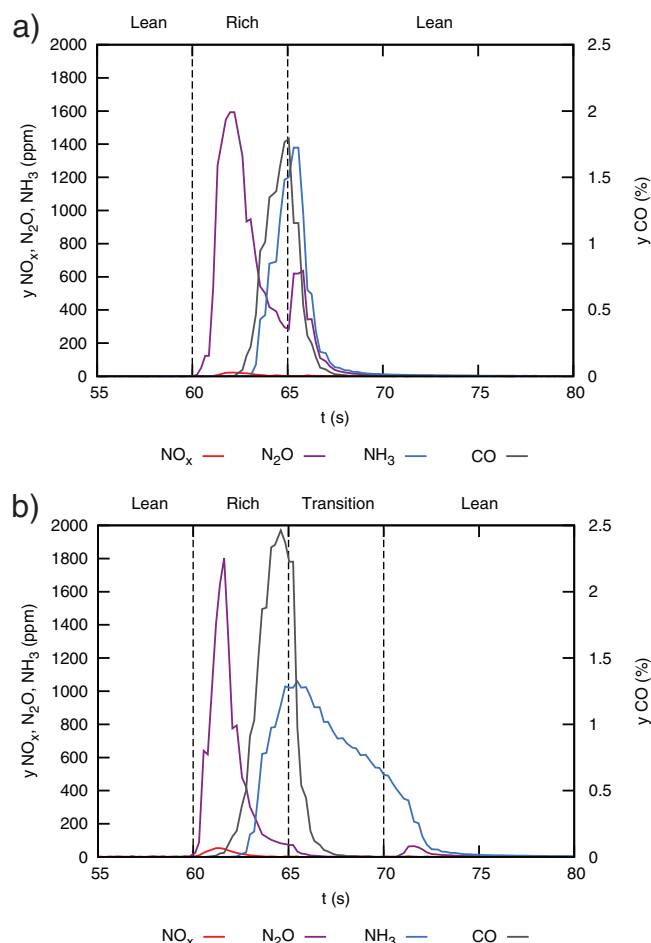 a)
Lean Rich Lean
2000 2.5
1800
1600 2
1400
1200 1.5
1000
800 1
600
400 0.5
200
0 0
y NOx, N2O, NH3 (ppm)
y CO (%)
55 60 65 70 75 80
t (s)
NOx N2O NH3 CO
b)
Lean Rich Transition Lean
2000 2.5
1800
1600 2
1400
1200 1.5
1000
800 1
600
400 0.5
200
0 0
y NOx, N2O, NH3 (ppm)
y CO (%)
55 60 65 70 75 80
t (s)
NOx N2O NH3 CO